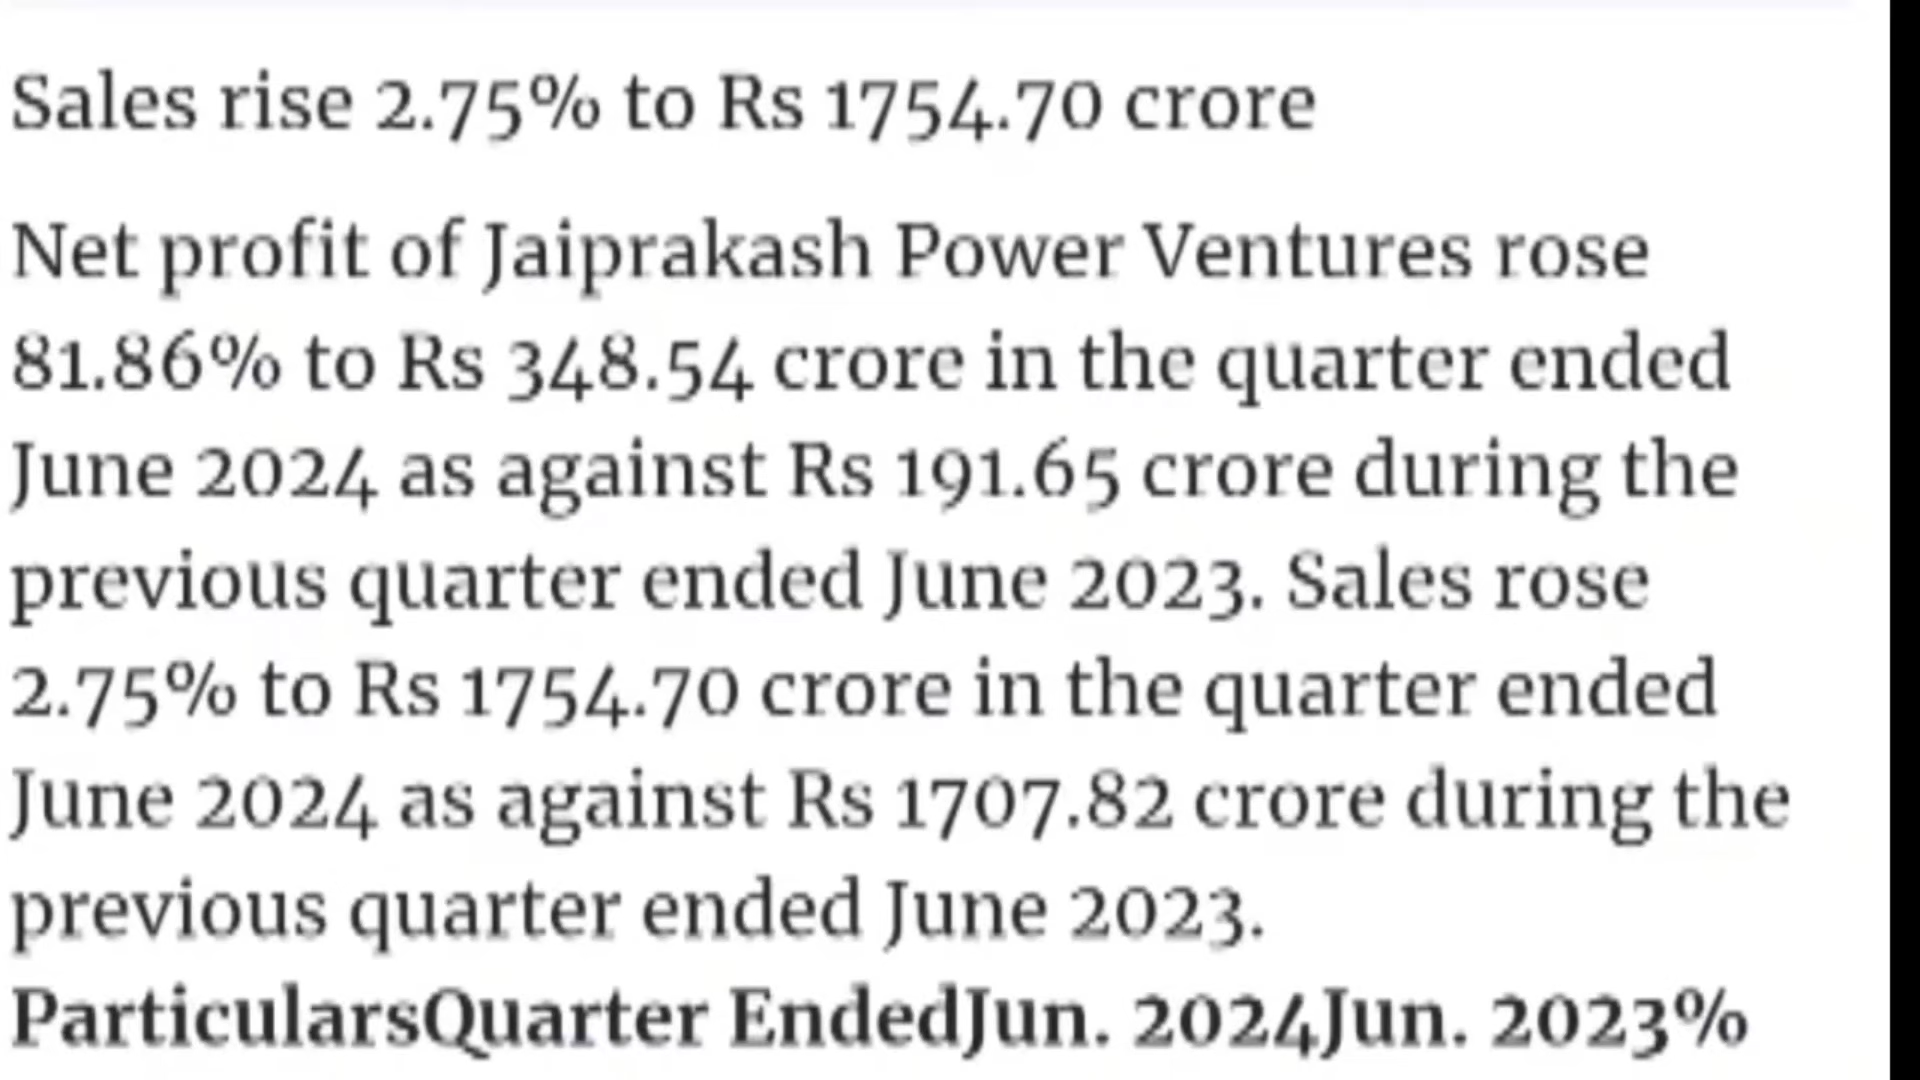 Sales rise 2.75% to Rs 1754.70 crore
Net profit of Jaiprakash Power Ventures rose
81.86% to Rs 348.54 crore in the quarter ended
June 2024 as against Rs 191.65 crore during the
previous quarter ended June 2023. Sales rose
2.75% to Rs 1754.70 crore in the quarter ended
June 2024 as against Rs 1707.82 crore during the
previous quarter ended June 2023.
ParticularsQuarter EndedJun. 2024Jun. 2023%